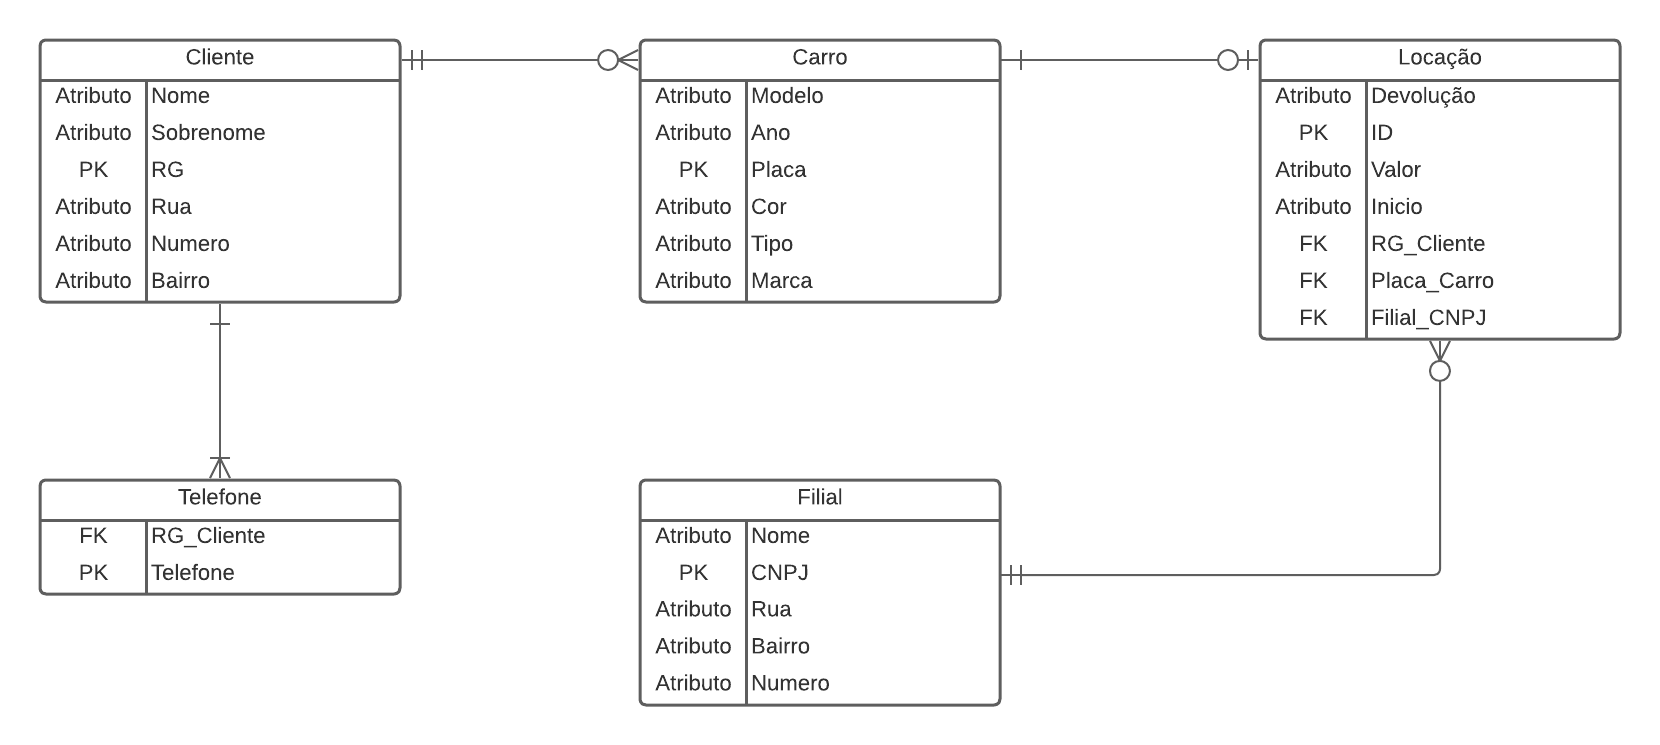 Cliente
Atributo Nome
Atributo Sobrenome
PK RG
Atributo Rua
Atributo Numero
Atributo Bairro
Carro
Atributo Modelo
Atributo Ano
PK Placa
Atributo Cor
Atributo Tipo
Atributo Marca
Locação
Atributo Devolução
PK ID
Atributo Valor
Atributo Inicio
FK RG_Cliente
FK Placa_Carro
FK Filial_CNPJ
Telefone
FK RG_Cliente
PK Telefone
Filial
Atributo Nome
PK CNPJ
Atributo Rua
Atributo Bairro
Atributo Numero